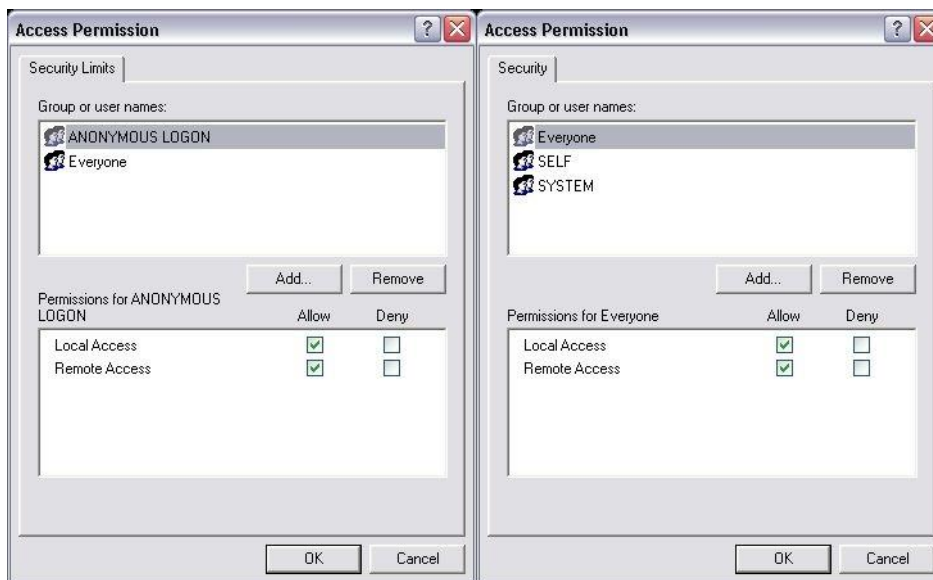 Access Permission
Security Limits
Group or user names:
ANONYMOUS LOGON
Everyone
Add... Remove
Permissions for ANONYMOUS
LOGON Allow Deny
Local Access
Remote Access
OK Cancel
Access Permission
Security
Group or user names:
Everyone
SELF
SYSTEM
Add... Remove
Permissions for Everyone Allow Deny
Local Access
Remote Access
OK Cancel